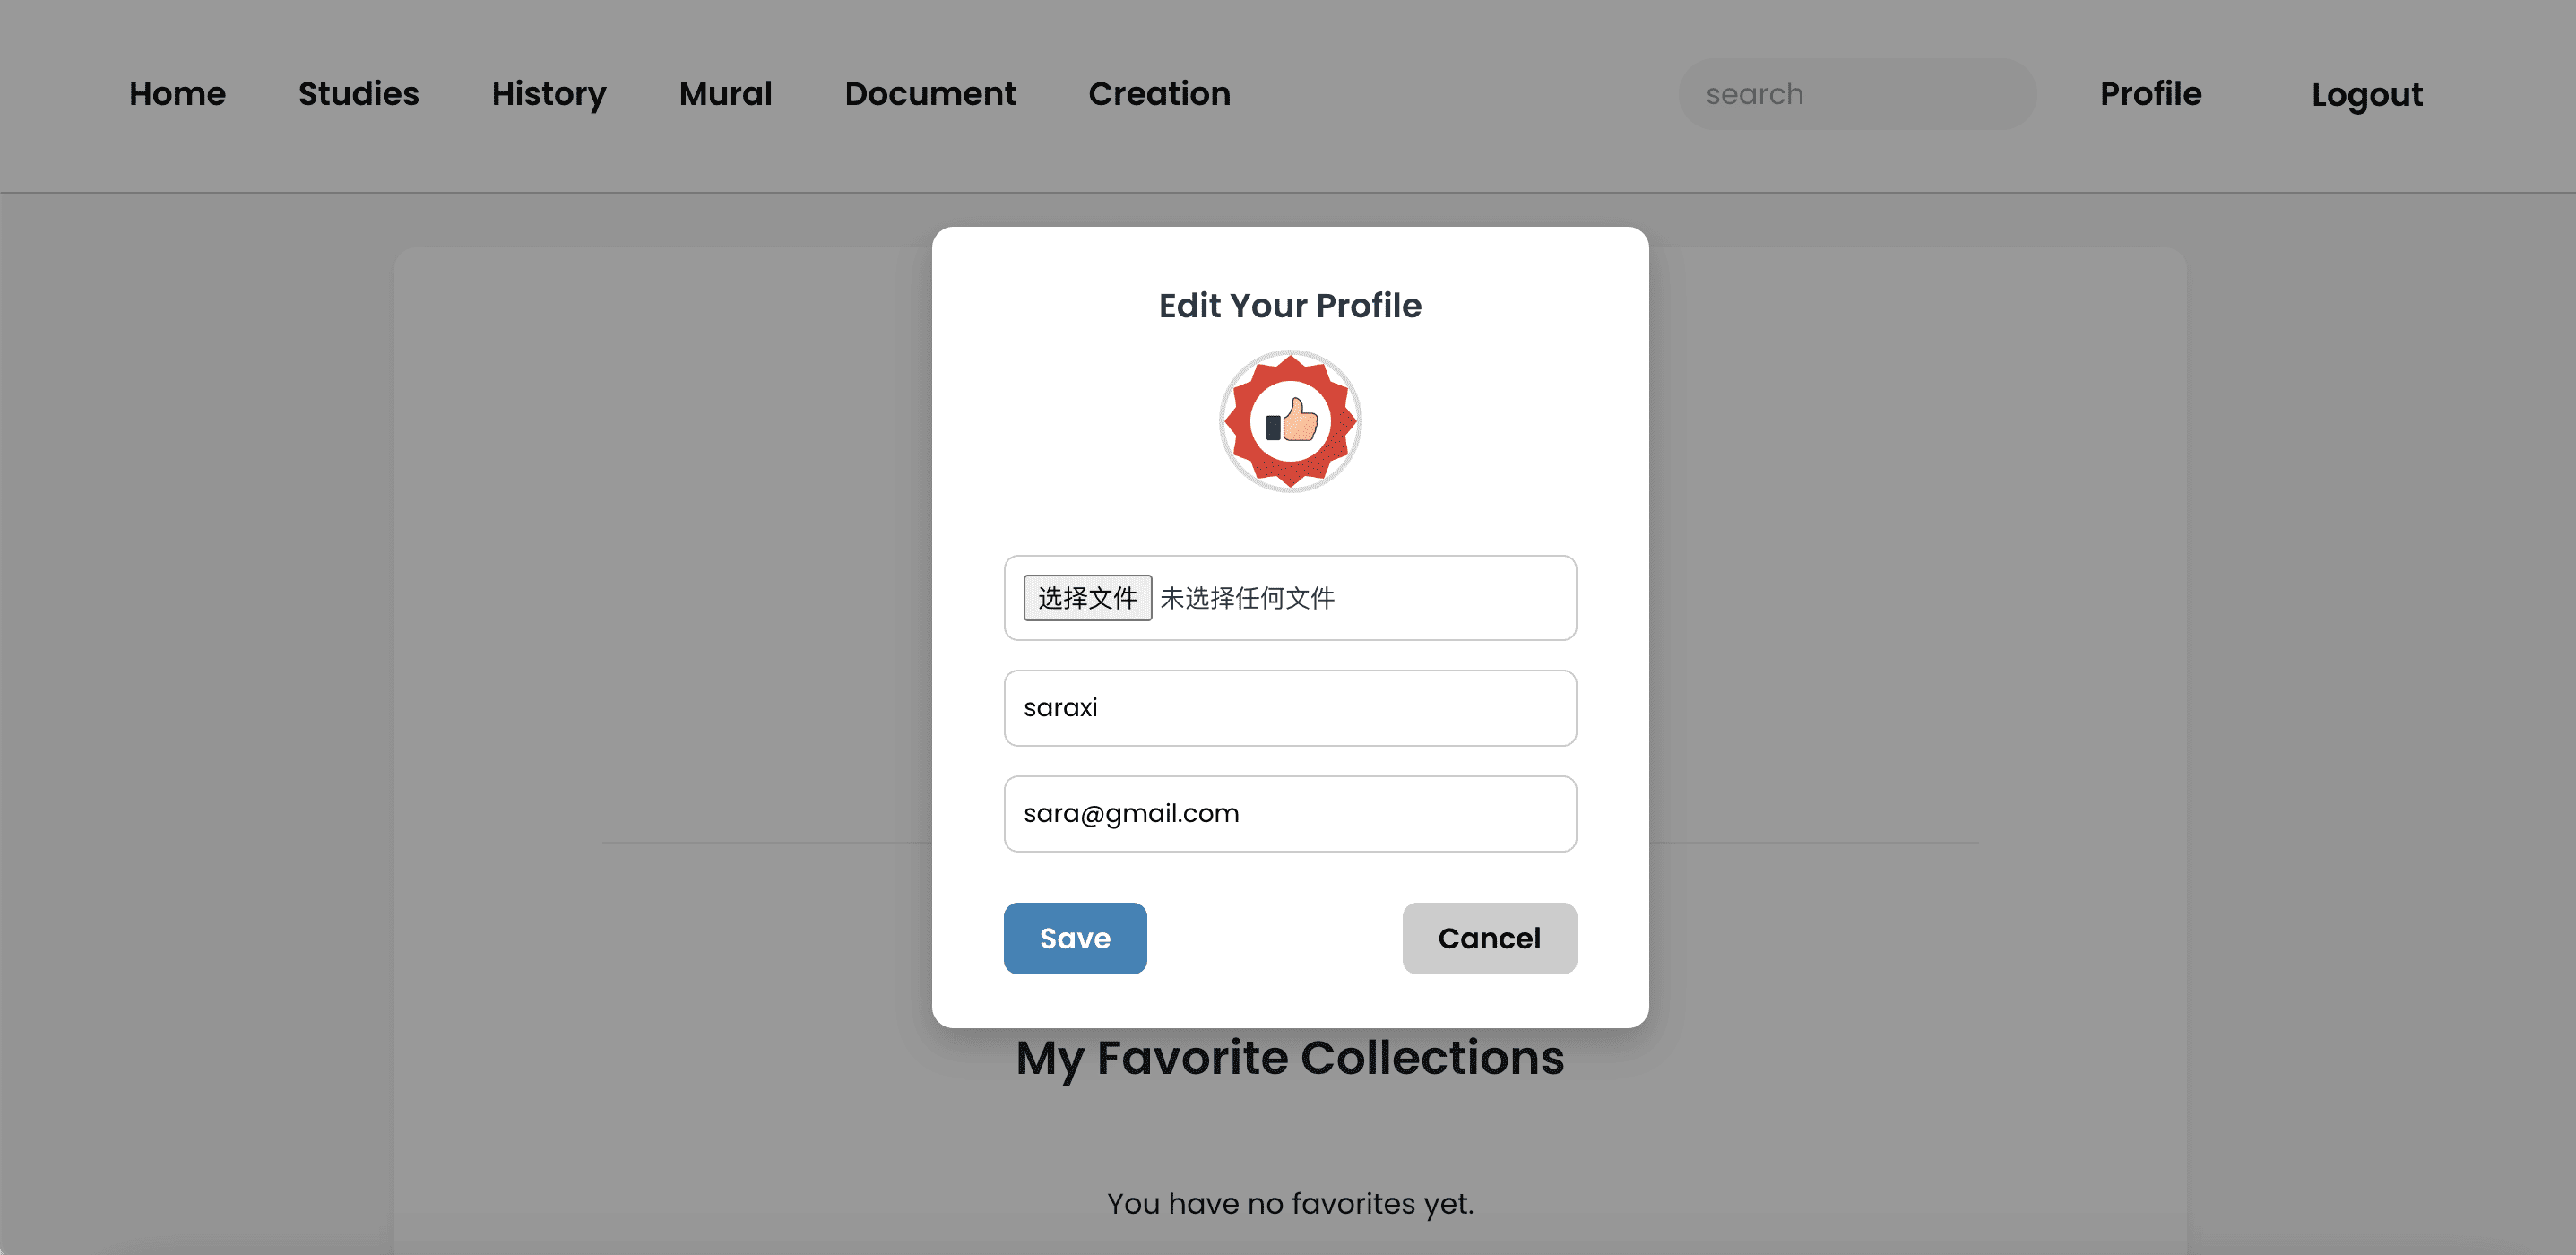 Home Studies History Mural Document Creation search Profile Logout
Edit Your Profile
选择文件 未选择任何文件
saraxi
sara@gmail.com
Save Cancel
My Favorite Collections
You have no favorites yet.